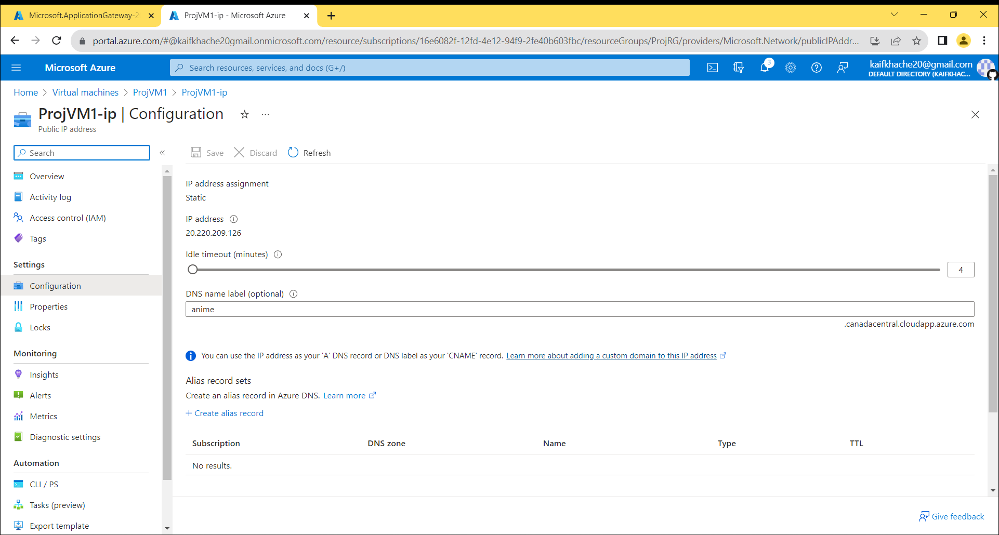 Microsoft.ApplicationGateway-2
ProjVM1-ip - Microsoft Azure
portal.azure.com/#@kaifkhache20gmail.onmicrosoft.com/resource/subscriptions/16e6082f-12fd-4e12-94f9-2fe40b603fbc/resourceGroups/ProjRG/providers/Microsoft.Network/publicIPAddr...
Microsoft Azure
Search resources, services, and docs (G+/)
3
kaifkhache20@gmail.com
DEFAULT DIRECTORY (KAIFKHAC...
Home > Virtual machines > ProjVM1 > ProjVM1-ip
ProjVM1-ip | Configuration
Public IP address
Search
Save Discard Refresh
Overview
Activity log
Access control (IAM)
Tags
Settings
Configuration
Properties
Locks
Monitoring
Insights
Alerts
Metrics
Diagnostic settings
Automation
CLI / PS
Tasks (preview)
Export template
IP address assignment
Static
IP address
20.220.209.126
Idle timeout (minutes)
4
DNS name label (optional)
anime
.canadacentral.cloudapp.azure.com
You can use the IP address as your 'A' DNS record or DNS label as your 'CNAME' record. Learn more about adding a custom domain to this IP address
Alias record sets
Create an alias record in Azure DNS. Learn more
+ Create alias record
Subscription DNS zone Name Type TTL
No results.
Give feedback